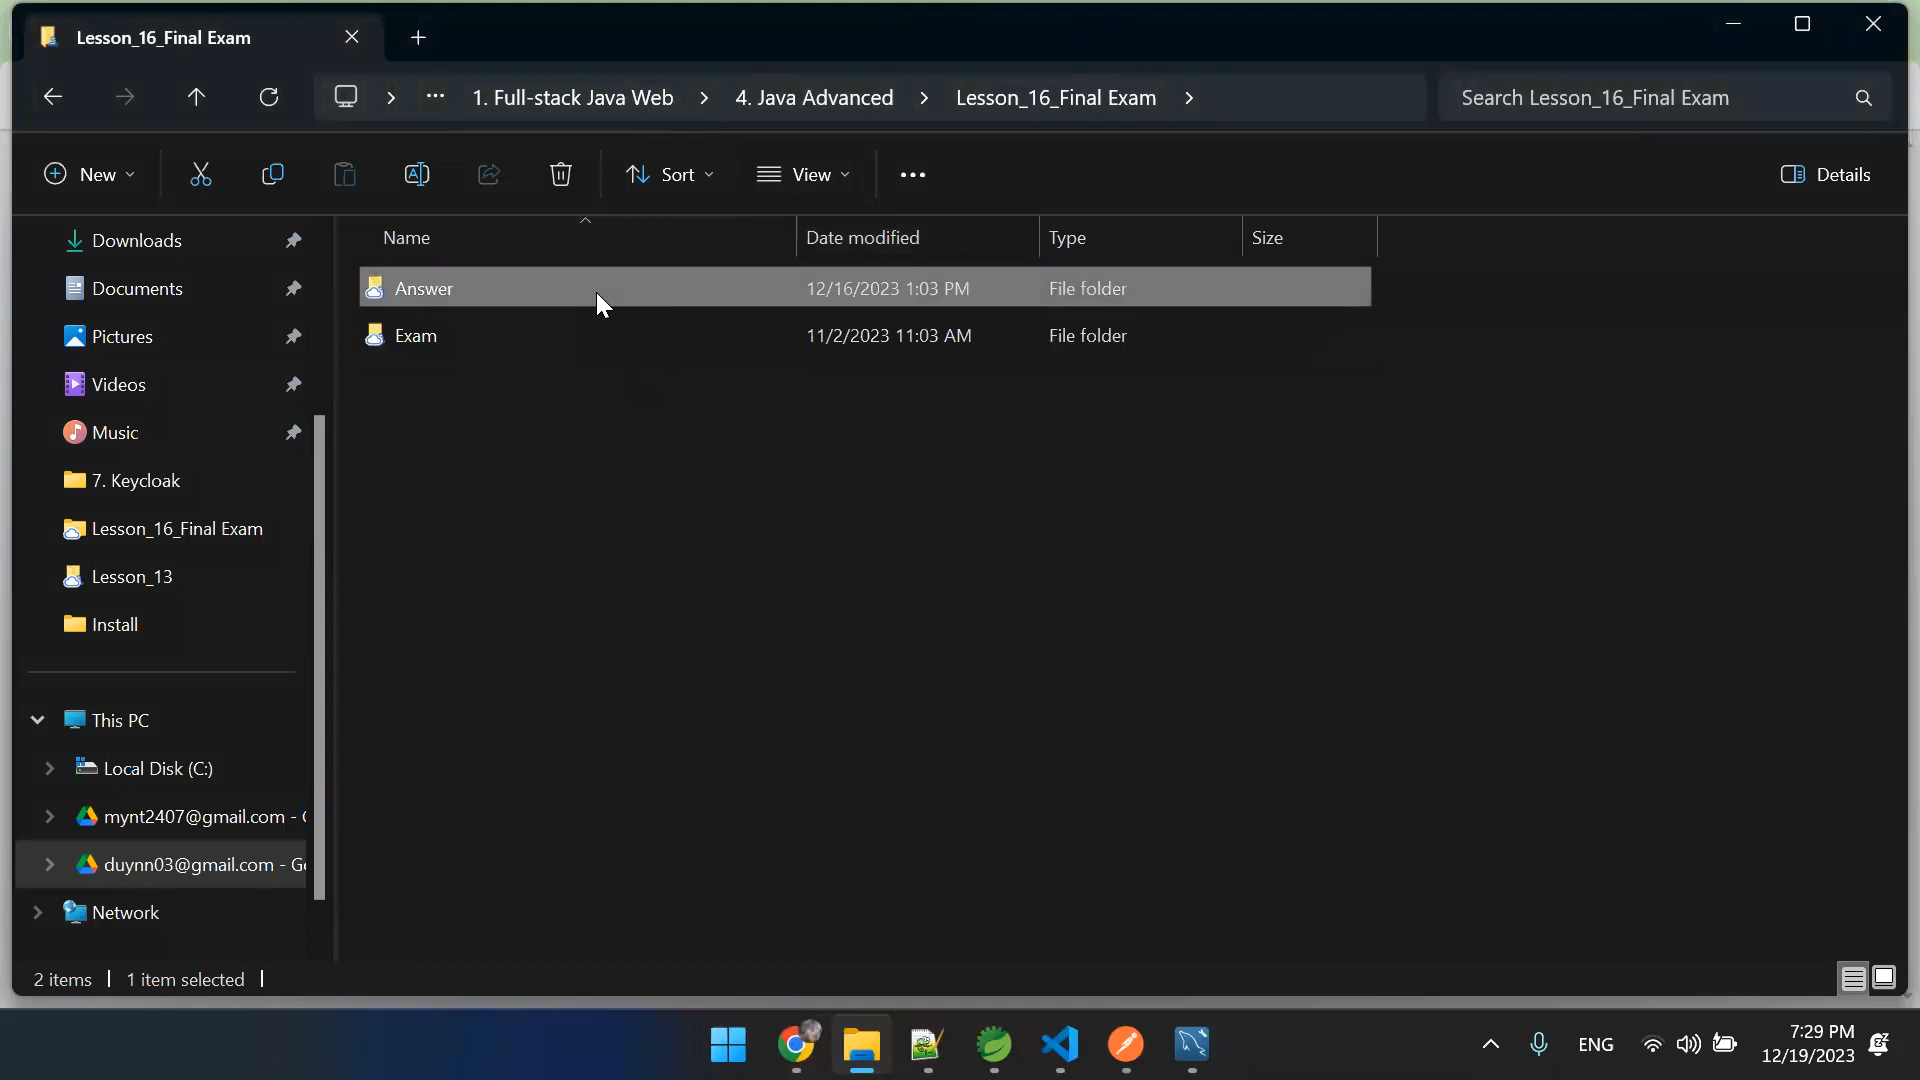 Lesson_16_Final Exam
1. Full-stack Java Web
4. Java Advanced
Lesson_16_Final Exam
Search Lesson_16_Final Exam
New
Sort
View
Details
Name
Date modified
Type
Size
Answer
12/16/2023 1:03 PM
File folder
Exam
11/2/2023 11:03 AM
File folder
Downloads
Documents
Pictures
Videos
Music
7. Keycloak
Lesson_16_Final Exam
Lesson_13
Install
This PC
Local Disk (C:)
mynt2407@gmail.com -
duynn03@gmail.com - G
Network
2 items
1 item selected
ENG
7:29 PM
12/19/2023